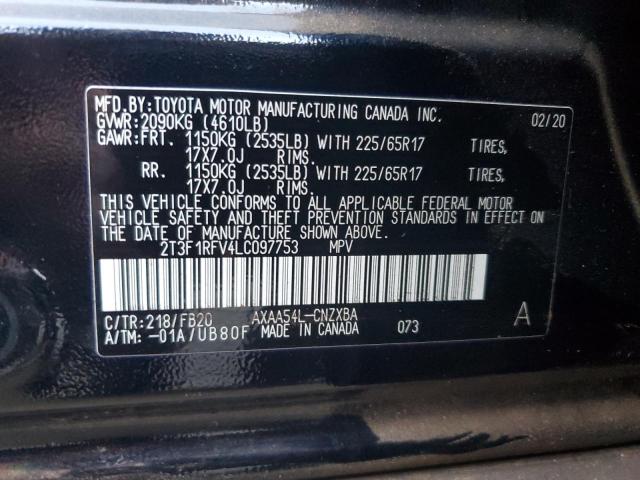 MFD.BY:TOYOTA MOTOR MANUFACTURING CANADA INC. 02/20
GVWR:2090KG (4610LB)
GAWR:FRT. 1150KG (2535LB) WITH 225/65R17 TIRES,
17X7.0J RIMS.
RR. 1150KG (2535LB) WITH 225/65R17 TIRES,
17X7.0J RIMS.
THIS VEHICLE CONFORMS TO ALL APPLICABLE FEDERAL MOTOR
VEHICLE SAFETY AND THEFT PREVENTION STANDARDS IN EFFECT ON
THE DATE OF MANUFACTURE SHOWN ABOVE.
2T3F1RFV4LC097753 MPV
C/TR:218/FB20 AXAA54L-CNZXBA A
A/TM: -01A/UB80F MADE IN CANADA 073